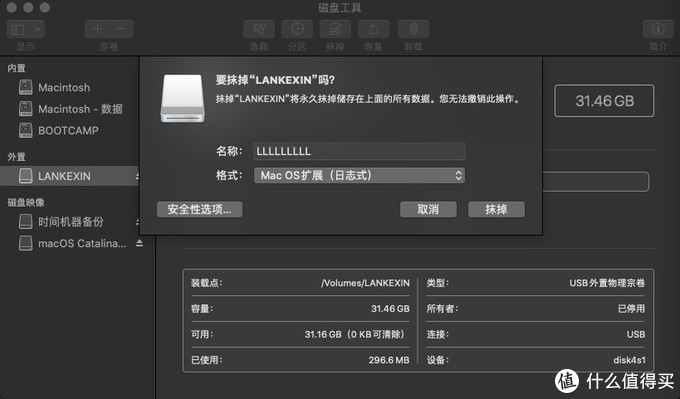 磁盘工具
显示
宗卷
急救
分区
抹掉
恢复
卸载
简介
内置
Macintosh
Macintosh - 数据
BOOTCAMP
外置
LANKEXIN
磁盘映像
时间机器备份
macOS Catalina...
要抹掉“LANKEXIN”吗？
抹掉“LANKEXIN”将永久抹掉储存在上面的所有数据。您无法撤销此操作。
名称： LLLLLLLLL
格式： Mac OS扩展（日志式）
安全性选项...
取消
抹掉
31.46 GB
装载点： /Volumes/LANKEXIN
类型： USB外置物理宗卷
容量： 31.46 GB
所有者： 已停用
可用： 31.16 GB（0 KB可清除）
连接： USB
已使用： 296.6 MB
设备： disk4s1
值 什么值得买